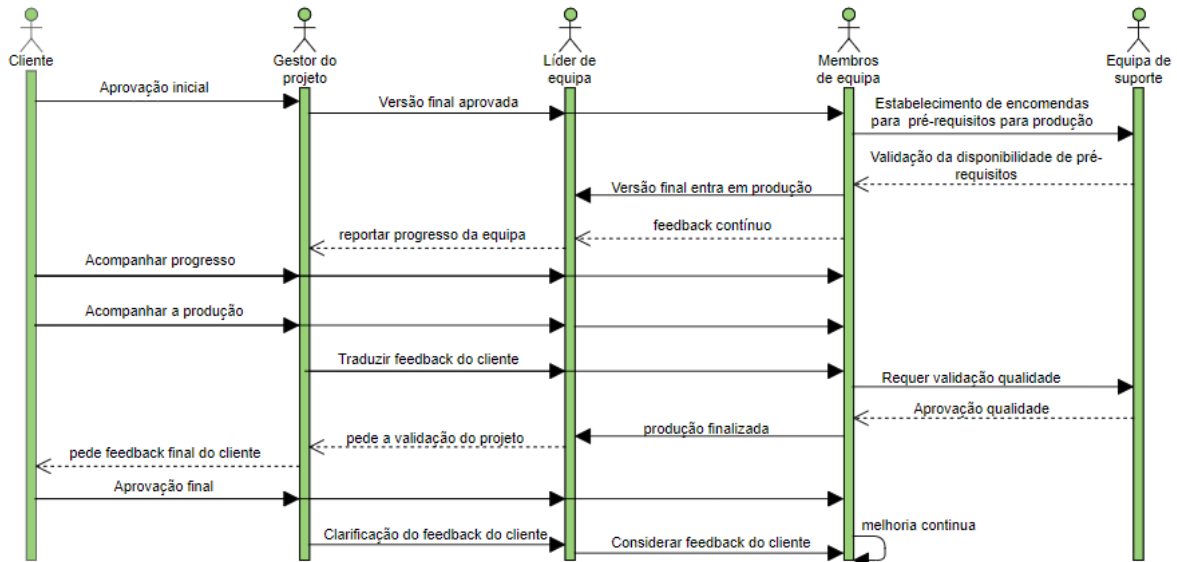 Cliente
Gestor do
projeto
Líder de
equipa
Membros
de equipa
Equipa de
suporte
Aprovação inicial
Versão final aprovada
Estabelecimento de encomendas
para pré-requisitos para produção
Validação da disponibilidade de pré-
requisitos
Versão final entra em produção
feedback contínuo
reportar progresso da equipa
Acompanhar progresso
Acompanhar a produção
Traduzir feedback do cliente
Requer validação qualidade
Aprovação qualidade
produção finalizada
pede a validação do projeto
pede feedback final do cliente
Aprovação final
melhoria continua
Clarificação do feedback do cliente
Considerar feedback do cliente